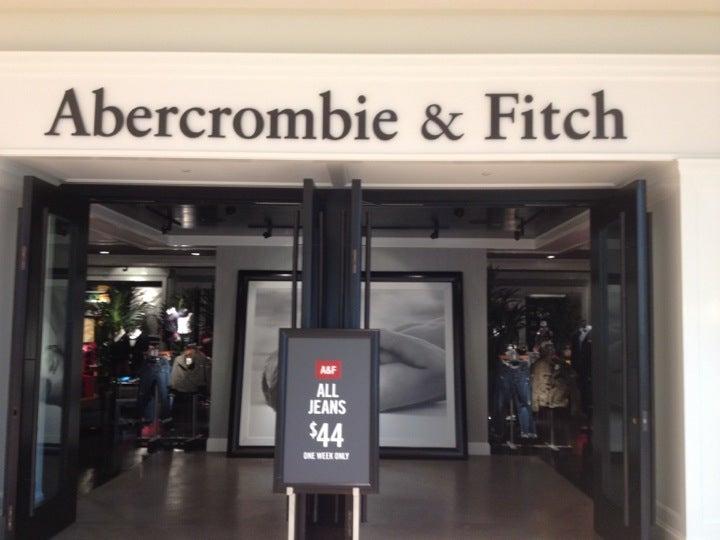 Abercrombie & Fitch
A&F
ALL
JEANS
$44
ONE WEEK ONLY